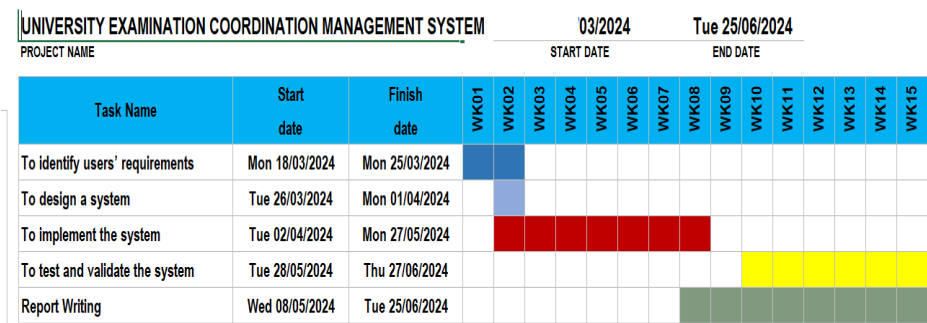 UNIVERSITY EXAMINATION COORDINATION MANAGEMENT SYSTEM /03/2024 Tue 25/06/2024
PROJECT NAME START DATE END DATE
Task Name Start date Finish date WK01 WK02 WK03 WK04 WK05 WK06 WK07 WK08 WK09 WK10 WK11 WK12 WK13 WK14 WK15
To identify users’ requirements Mon 18/03/2024 Mon 25/03/2024
To design a system Tue 26/03/2024 Mon 01/04/2024
To implement the system Tue 02/04/2024 Mon 27/05/2024
To test and validate the system Tue 28/05/2024 Thu 27/06/2024
Report Writing Wed 08/05/2024 Tue 25/06/2024